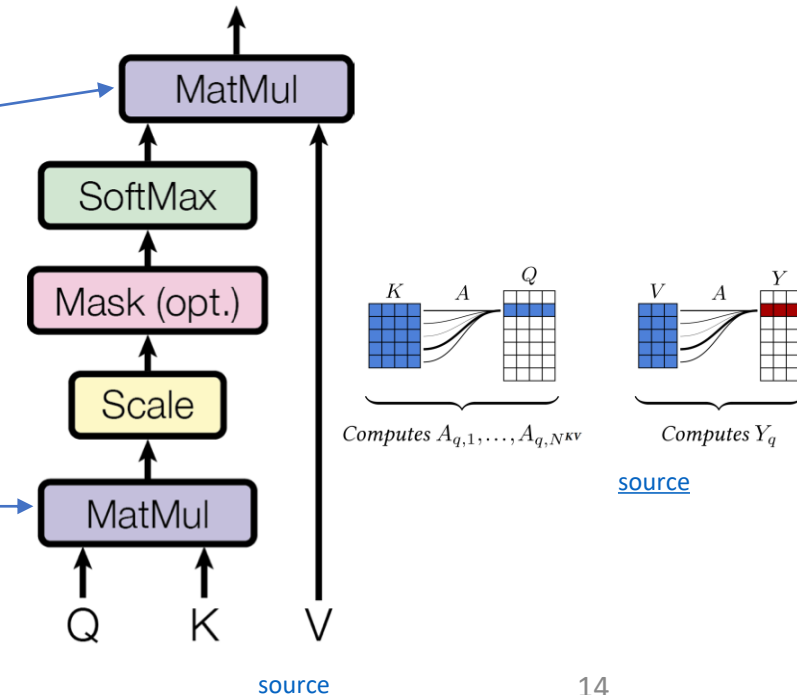 MatMul
SoftMax
Mask (opt.)
Scale
MatMul
Q K V
source
K A Q
Computes A_{q,1}, . . . , A_{q,N^{KV}}
V A Y
Computes Y_q
source
14